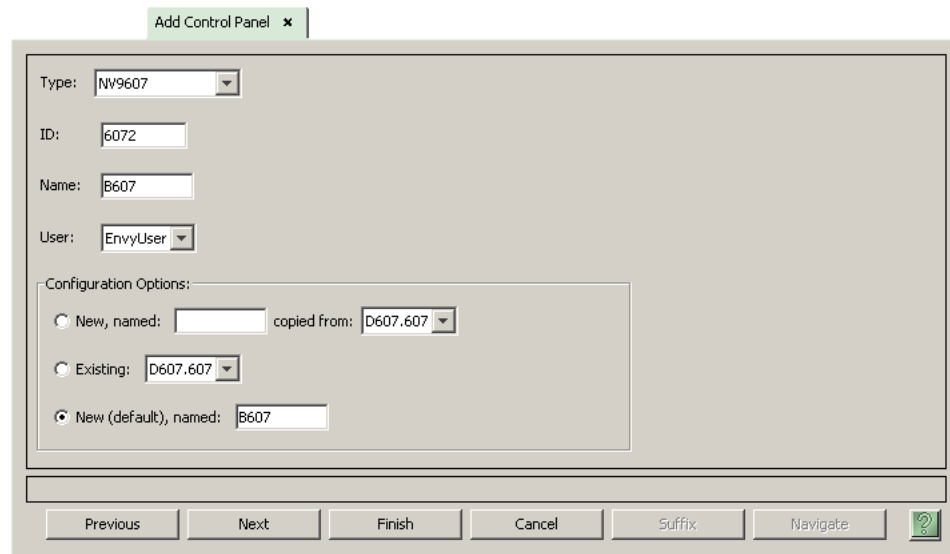 Add Control Panel ×
Type: NV9607
ID: 6072
Name: B607
User: EnvyUser
Configuration Options:
New, named: copied from: D607.607
Existing: D607.607
New (default), named: B607
Previous Next Finish Cancel Suffix Navigate ?